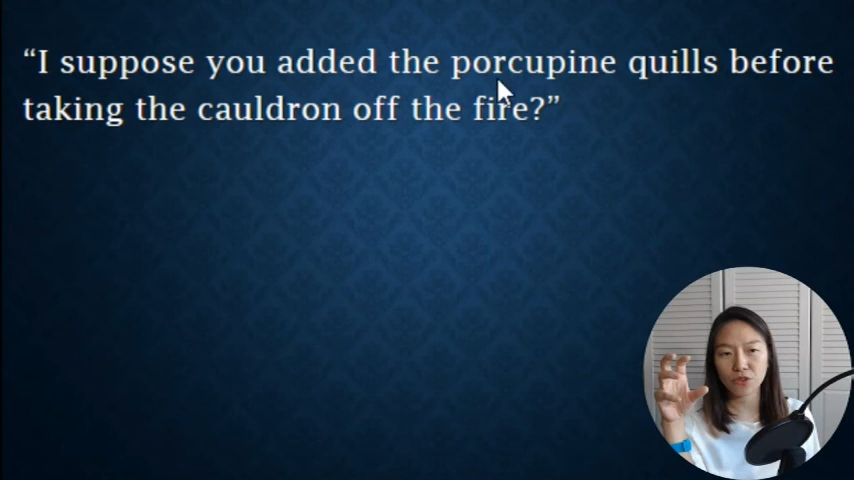 “I suppose you added the porcupine quills before
taking the cauldron off the fire?”